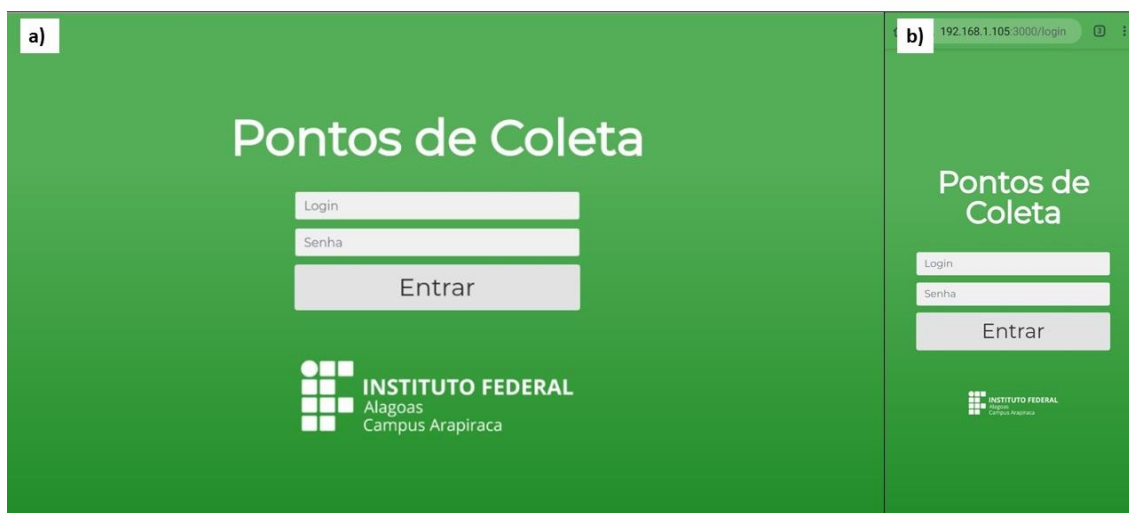 a)
Pontos de Coleta
Login
Senha
Entrar
INSTITUTO FEDERAL
Alagoas
Campus Arapiraca
b)
192.168.1.105:3000/login
3
Pontos de
Coleta
Login
Senha
Entrar
INSTITUTO FEDERAL
Alagoas
Campus Arapiraca